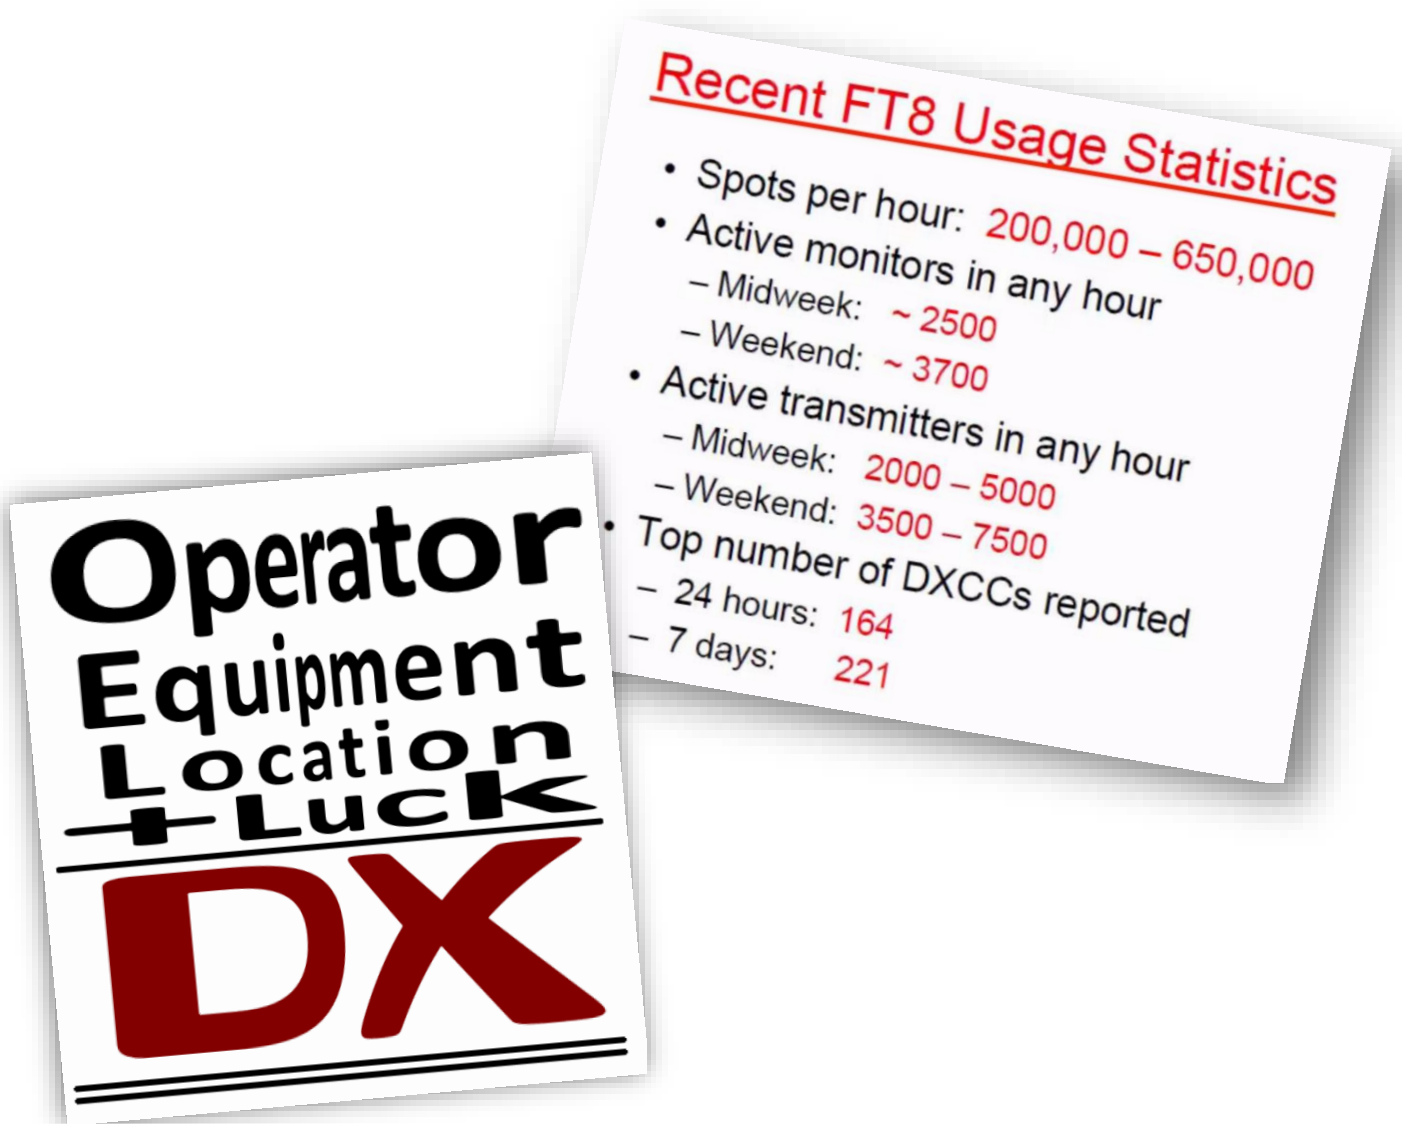 Recent FT8 Usage Statistics
• Spots per hour: 200,000 – 650,000
• Active monitors in any hour
– Midweek: ~ 2500
– Weekend: ~ 3700
• Active transmitters in any hour
– Midweek: 2000 – 5000
– Weekend: 3500 – 7500
• Top number of DXCCs reported
– 24 hours: 164
– 7 days: 221
Operator
Equipment
Location
+ Luck
DX